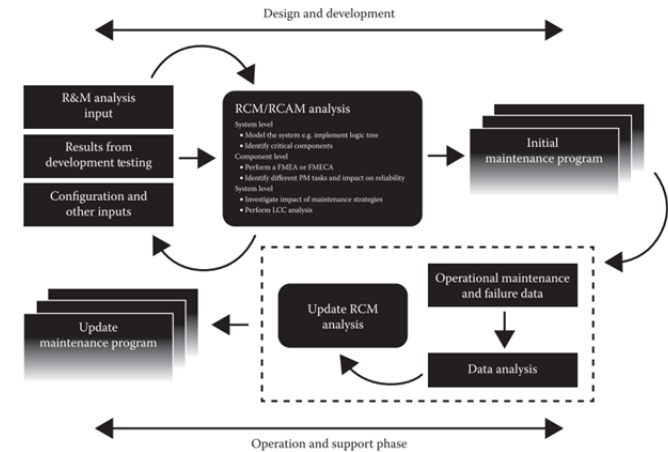 Design and development
R&M analysis
input
Results from
development testing
Configuration and
other inputs
RCM/RCAM analysis
System level
• Model the system e.g. implement logic tree
• Identify critical components
Component level
• Perform a FMEA or FMECA
• Identify different PM tasks and impact on reliability
System level
• Investigate impact of maintenance strategies
• Perform LCC analysis
Initial
maintenance program
Operational maintenance
and failure data
Data analysis
Update RCM
analysis
Update
maintenance program
Operation and support phase